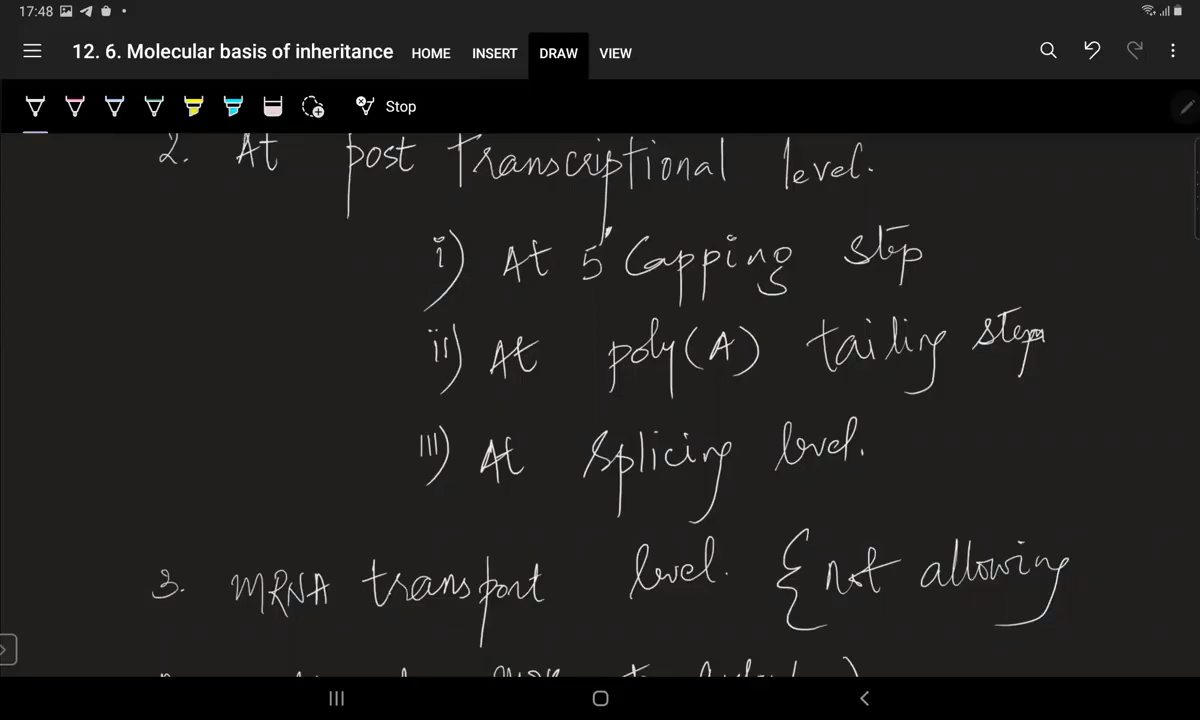 17:48
12. 6. Molecular basis of inheritance HOME INSERT DRAW VIEW
Stop
2. At post transcriptional level.
i) At 5' Capping step
ii) At poly(A) tailing step
iii) At splicing level.
3. mRNA transport level. { not allowing